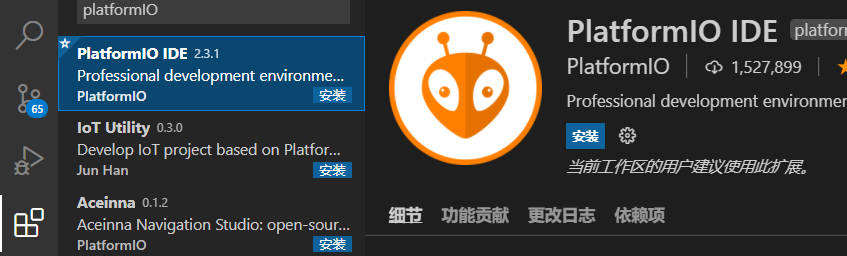 PlatformIO
PlatformIO IDE 2.3.1
Professional development environme...
PlatformIO 安装
IoT Utility 0.3.0
Develop IoT project based on Platfor...
Jun Han 安装
Aceinna 0.1.2
Aceinna Navigation Studio: open-sour...
PlatformIO 安装
65
PlatformIO IDE platform
PlatformIO 1,527,899
Professional development environme
安装
当前工作区的用户建议使用此扩展。
细节 功能贡献 更改日志 依赖项